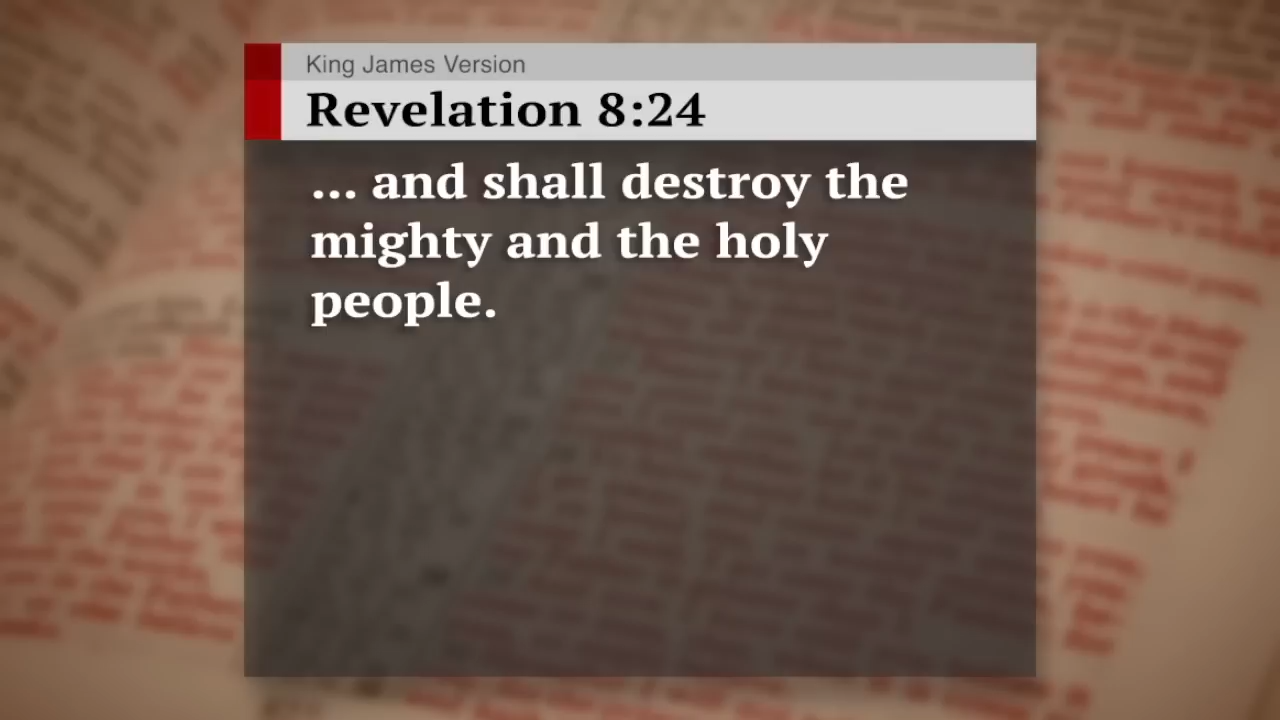 King James Version
Revelation 8:24
... and shall destroy the
mighty and the holy
people.